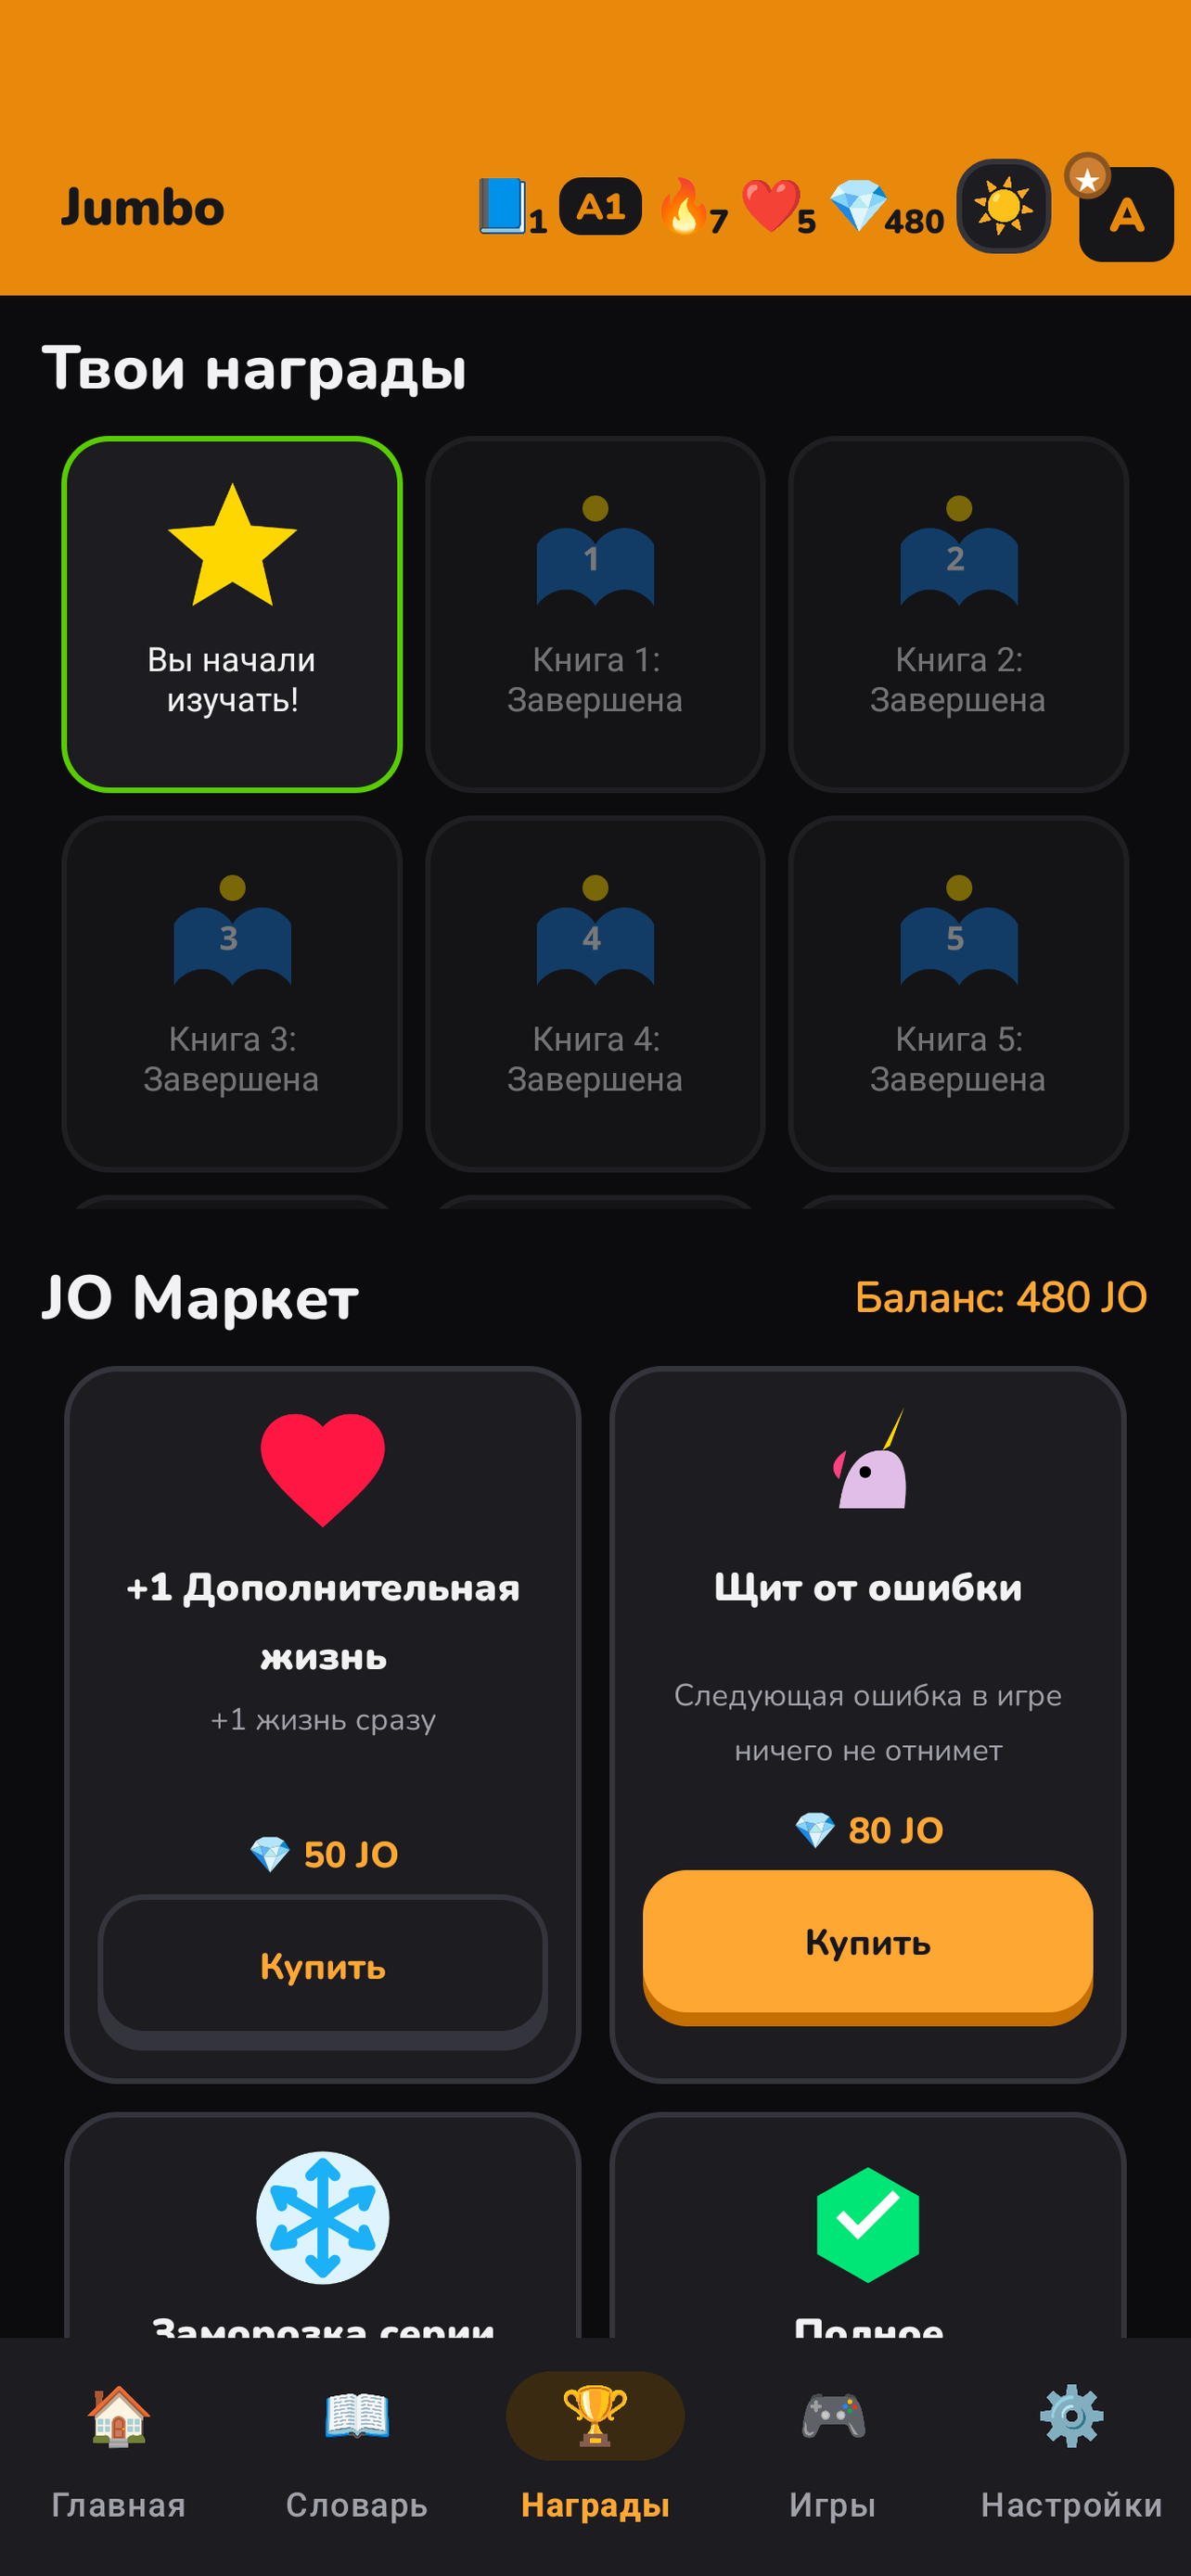 Jumbo
1
A1
7
5
480
A
Твои награды
Вы начали
изучать!
1
Книга 1:
Завершена
2
Книга 2:
Завершена
3
Книга 3:
Завершена
4
Книга 4:
Завершена
5
Книга 5:
Завершена
JO Маркет
Баланс: 480 JO
+1 Дополнительная
жизнь
+1 жизнь сразу
50 JO
Купить
Щит от ошибки
Следующая ошибка в игре
ничего не отнимет
80 JO
Купить
Заморозка серии
Полное
Главная
Словарь
Награды
Игры
Настройки